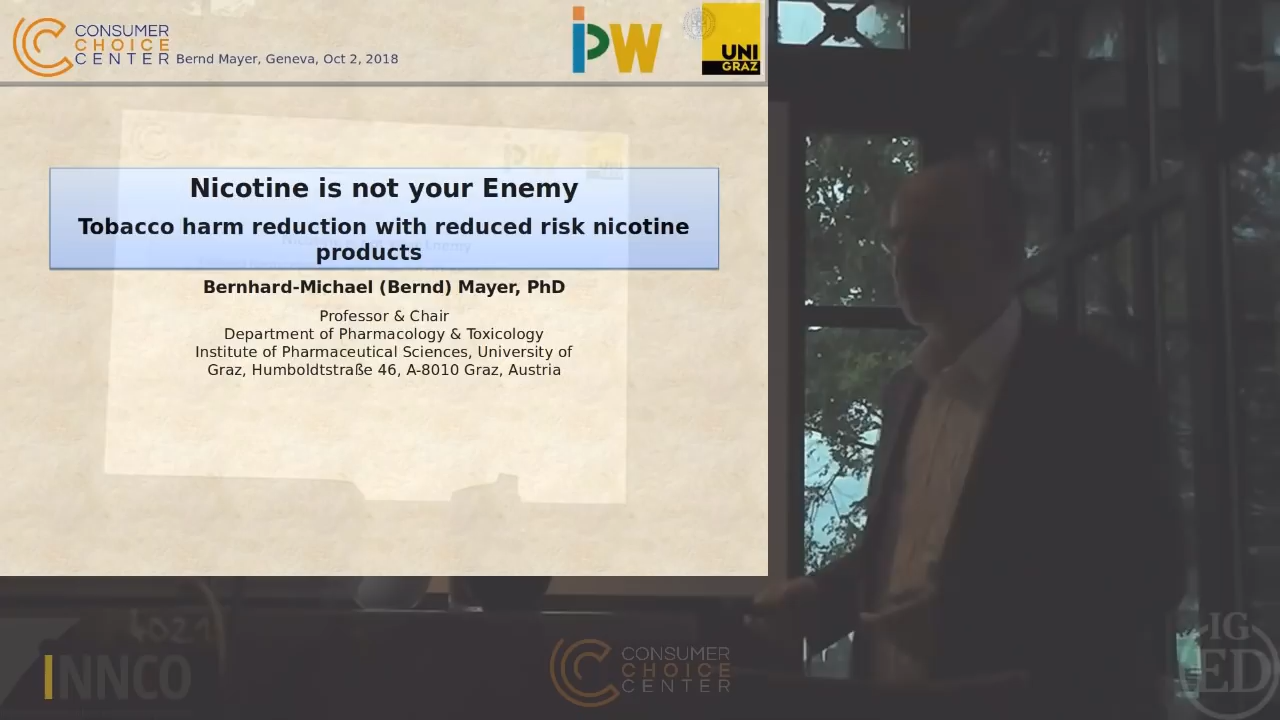 CONSUMER
CHOICE
CENTER
Bernd Mayer, Geneva, Oct 2, 2018
ipw
UNI
GRAZ
Nicotine is not your Enemy
Tobacco harm reduction with reduced risk nicotine
products
Bernhard-Michael (Bernd) Mayer, PhD
Professor & Chair
Department of Pharmacology & Toxicology
Institute of Pharmaceutical Sciences, University of
Graz, Humboldtstraße 46, A-8010 Graz, Austria
INNCO
CONSUMER
CHOICE
CENTER
IG
ED